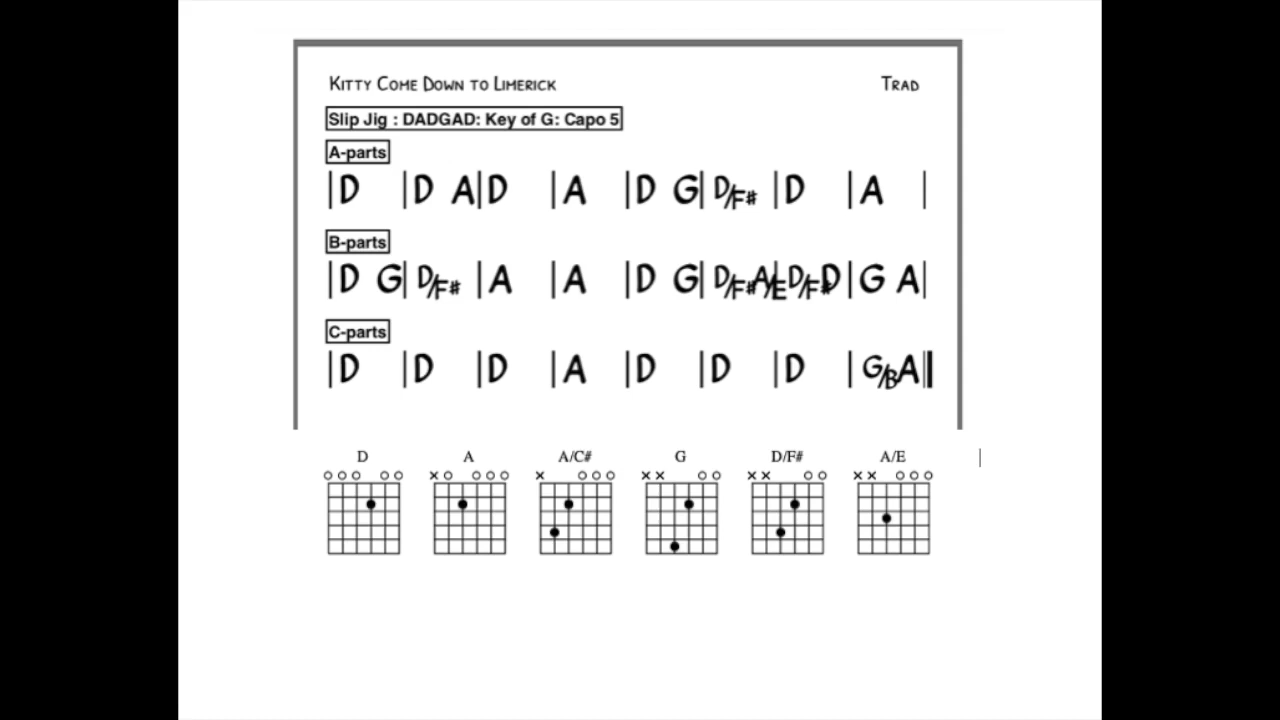 Kitty Come Down to Limerick Trad
Slip Jig : DADGAD: Key of G: Capo 5
A-parts
|D |D A|D |A |D G|D/F# |D |A |
B-parts
|D G|D/F# |A |A |D G|D/F# A/E|D/F# D|G A|
C-parts
|D |D |D |A |D |D |D |G/B A||
D A A/C# G D/F# A/E